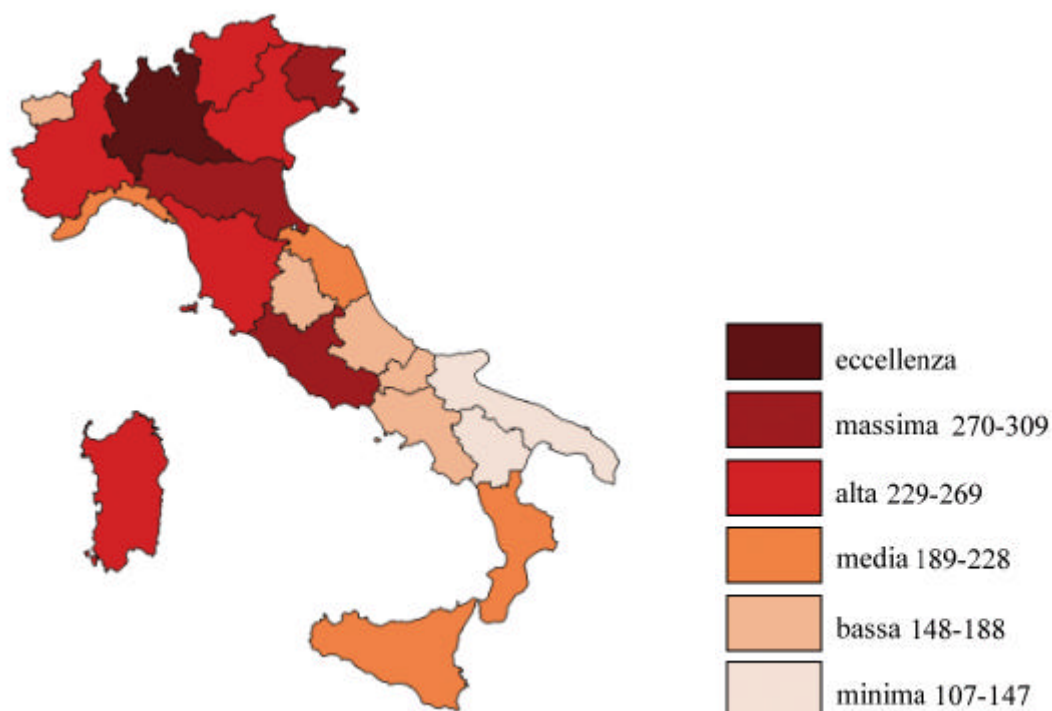 eccellenza
massima 270-309
alta 229-269
media 189-228
bassa 148-188
minima 107-147